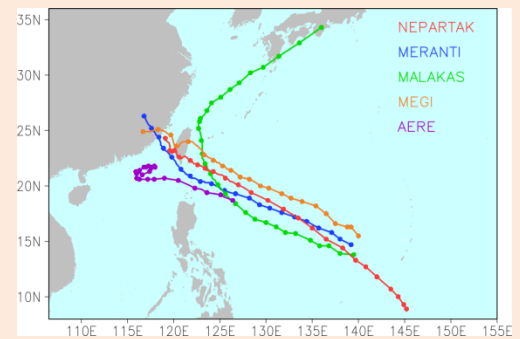 35N
NEPARTAK
MERANTI
30N
MALAKAS
MEGI
25N
AERE
20N
15N
10N
110E 115E 120E 125E 130E 135E 140E 145E 150E 155E